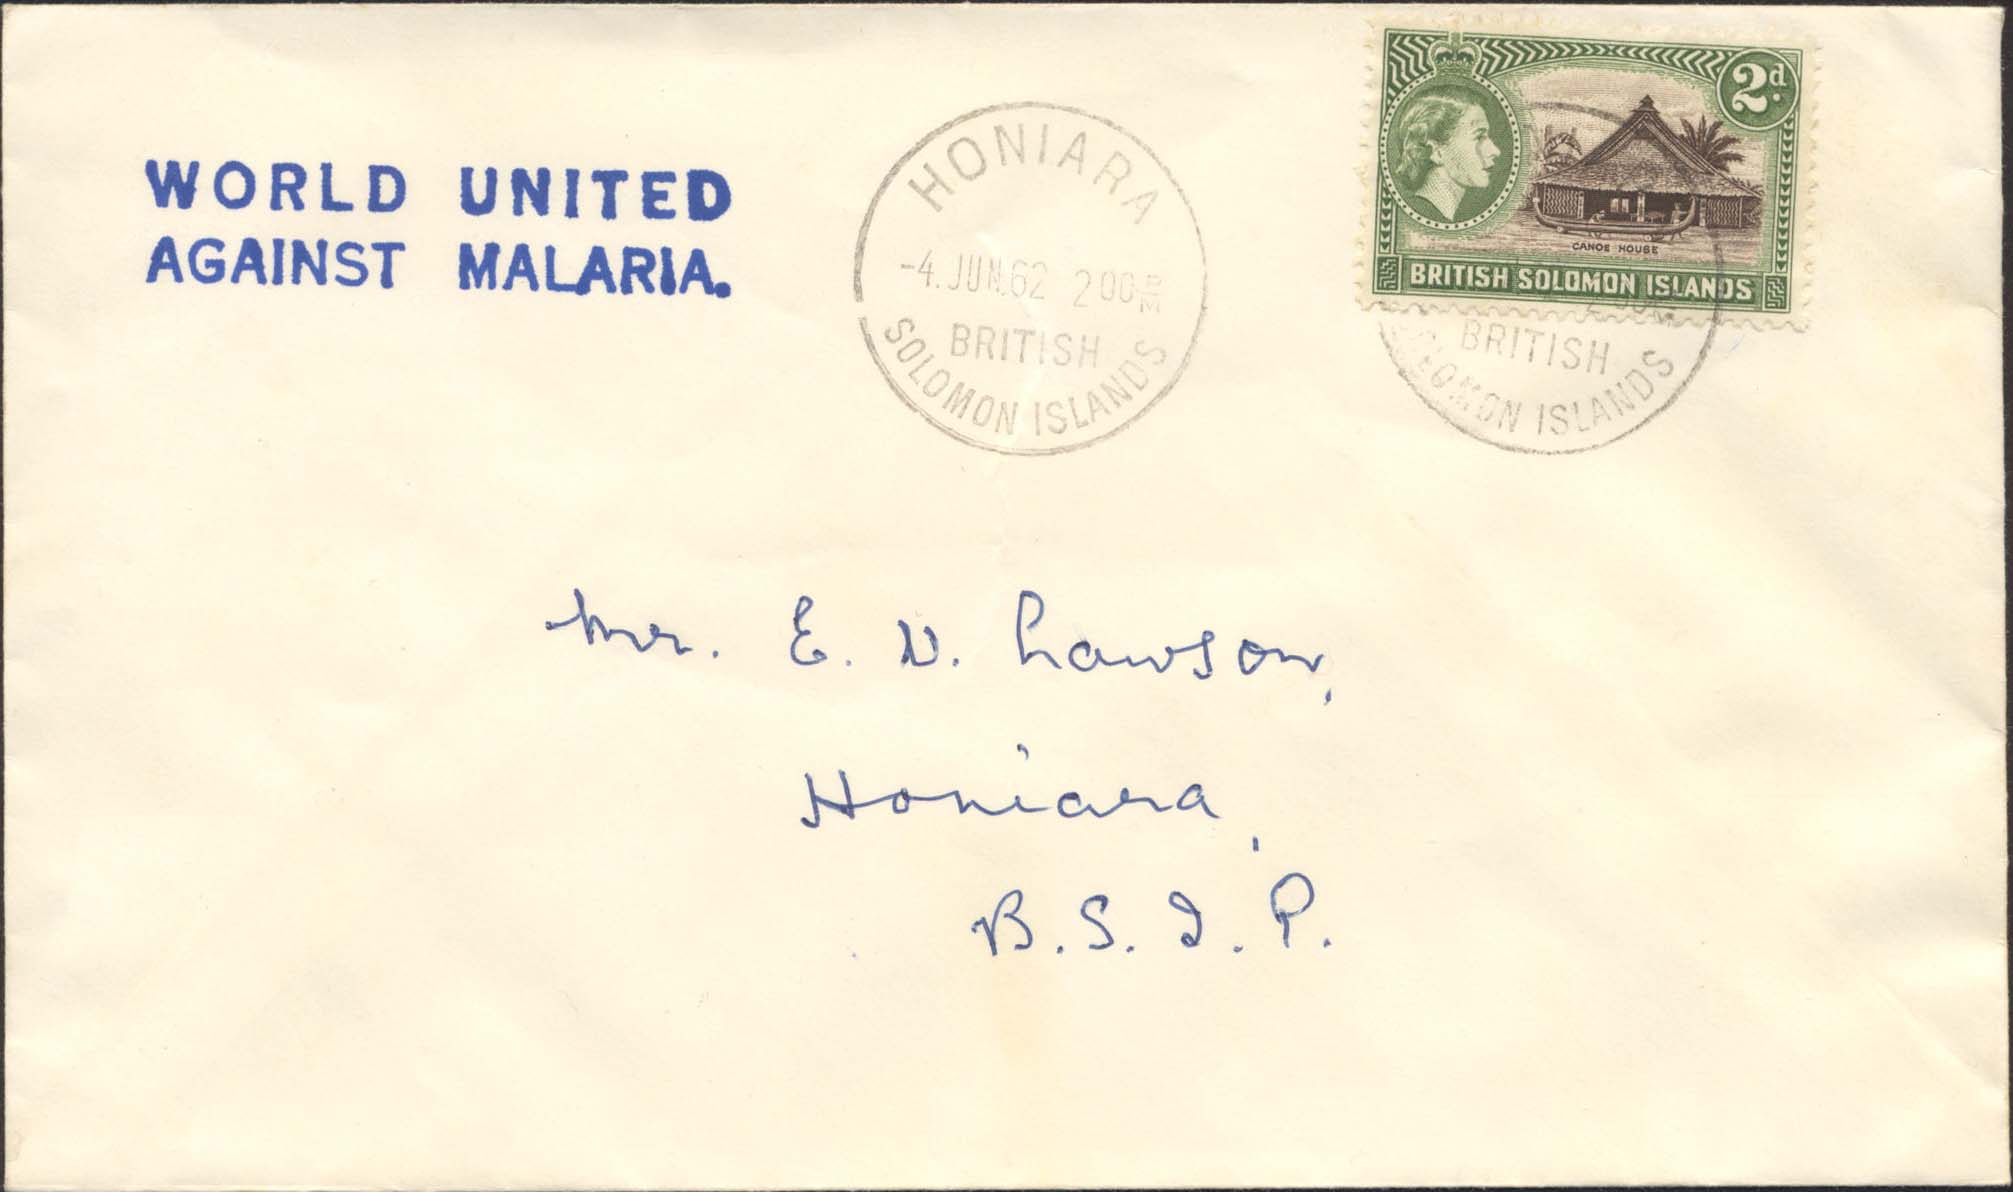 WORLD UNITED
AGAINST MALARIA.
HONIARA
-4.JUN.62 2 00 PM
BRITISH
SOLOMON ISLANDS
2d.
CANOE HOUSE
BRITISH SOLOMON ISLANDS
BRITISH
SOLOMON ISLANDS
Mr. E. N. Lawson,
Honiara,
B. S. I. P.